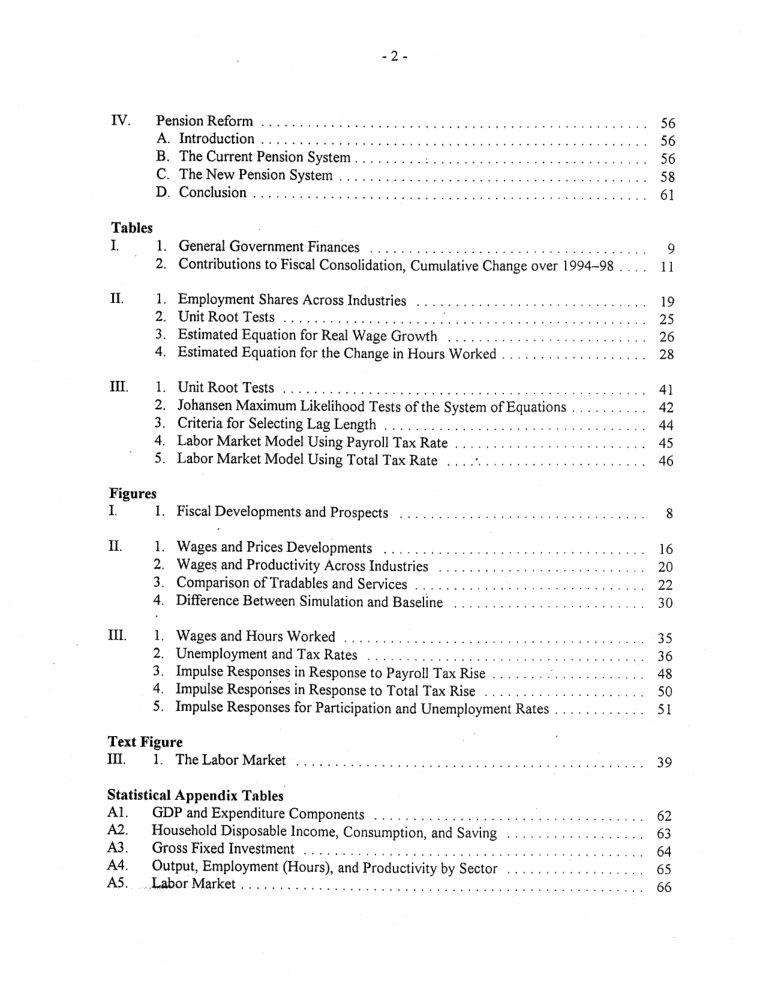 - 2 -
IV. Pension Reform . . . . . . . . . . . . . . . . . . . . . . . . . . . . . . 56
A. Introduction . . . . . . . . . . . . . . . . . . . . . . . . . . . . . . 56
B. The Current Pension System . . . . . . . . . . . . . . . . . . . . 56
C. The New Pension System . . . . . . . . . . . . . . . . . . . . 58
D. Conclusion . . . . . . . . . . . . . . . . . . . . . . . . . . . . . . 61
Tables
I. 1. General Government Finances . . . . . . . . . . . . . . . . . . . . 9
2. Contributions to Fiscal Consolidation, Cumulative Change over 1994–98 . . . . 11
II. 1. Employment Shares Across Industries . . . . . . . . . . . . . . . . . . . . 19
2. Unit Root Tests . . . . . . . . . . . . . . . . . . . . 25
3. Estimated Equation for Real Wage Growth . . . . . . . . . . . . . . . . . . . . 26
4. Estimated Equation for the Change in Hours Worked . . . . . . . . . . . . . . . . . . . 28
III. 1. Unit Root Tests . . . . . . . . . . . . . . . . . . . . 41
2. Johansen Maximum Likelihood Tests of the System of Equations . . . . . . . . . . 42
3. Criteria for Selecting Lag Length . . . . . . . . . . . . . . . . . . . . 44
4. Labor Market Model Using Payroll Tax Rate . . . . . . . . . . . . . . . . . . . . 45
5. Labor Market Model Using Total Tax Rate . . . . . . . . . . . . . . . . . . . . 46
Figures
I. 1. Fiscal Developments and Prospects . . . . . . . . . . . . . . . . . . . . 8
II. 1. Wages and Prices Developments . . . . . . . . . . . . . . . . . . . . 16
2. Wages and Productivity Across Industries . . . . . . . . . . . . . . . . . . . . 20
3. Comparison of Tradables and Services . . . . . . . . . . . . . . . . . . . . 22
4. Difference Between Simulation and Baseline . . . . . . . . . . . . . . . . . . . . 30
III. 1. Wages and Hours Worked . . . . . . . . . . . . . . . . . . . . 35
2. Unemployment and Tax Rates . . . . . . . . . . . . . . . . . . . . 36
3. Impulse Responses in Response to Payroll Tax Rise . . . . . . . . . . . . . . . . . . . . 48
4. Impulse Responses in Response to Total Tax Rise . . . . . . . . . . . . . . . . . . . . 50
5. Impulse Responses for Participation and Unemployment Rates . . . . . . . . . . . . 51
Text Figure
III. 1. The Labor Market . . . . . . . . . . . . . . . . . . . . 39
Statistical Appendix Tables
A1. GDP and Expenditure Components . . . . . . . . . . . . . . . . . . . . 62
A2. Household Disposable Income, Consumption, and Saving . . . . . . . . . . . . . . . . . . 63
A3. Gross Fixed Investment . . . . . . . . . . . . . . . . . . . . 64
A4. Output, Employment (Hours), and Productivity by Sector . . . . . . . . . . . . . . . . . . 65
A5. Labor Market . . . . . . . . . . . . . . . . . . . . 66